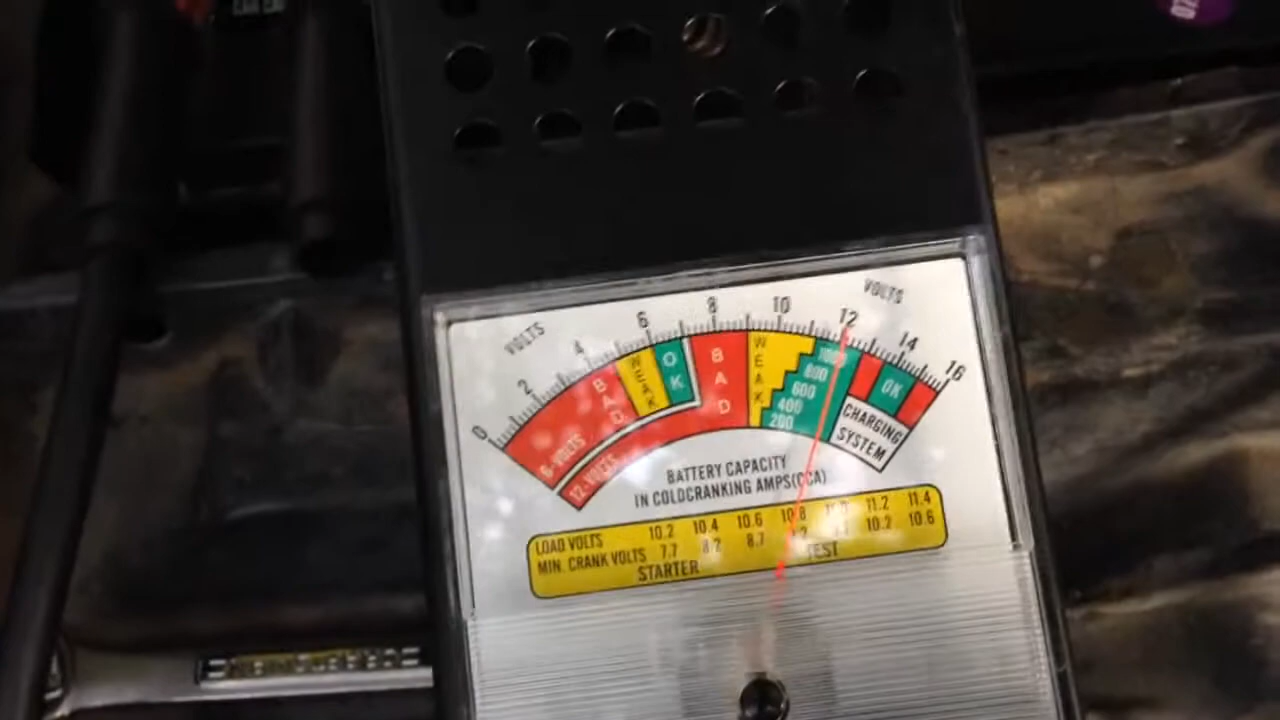 VOLTS
VOLTS
0 2 4 6 8 10 12 14 16
BAD
WEAK
OK
BAD
WEAK
1000
800
600
400
200
OK
6-VOLTS
12-VOLTS
CHARGING
SYSTEM
BATTERY CAPACITY
IN COLDCRANKING AMPS(CCA)
LOAD VOLTS 10.2 10.4 10.6 10.8 11.2 11.4
MIN. CRANK VOLTS 7.7 8.2 8.7 10.2 10.6
STARTER TEST